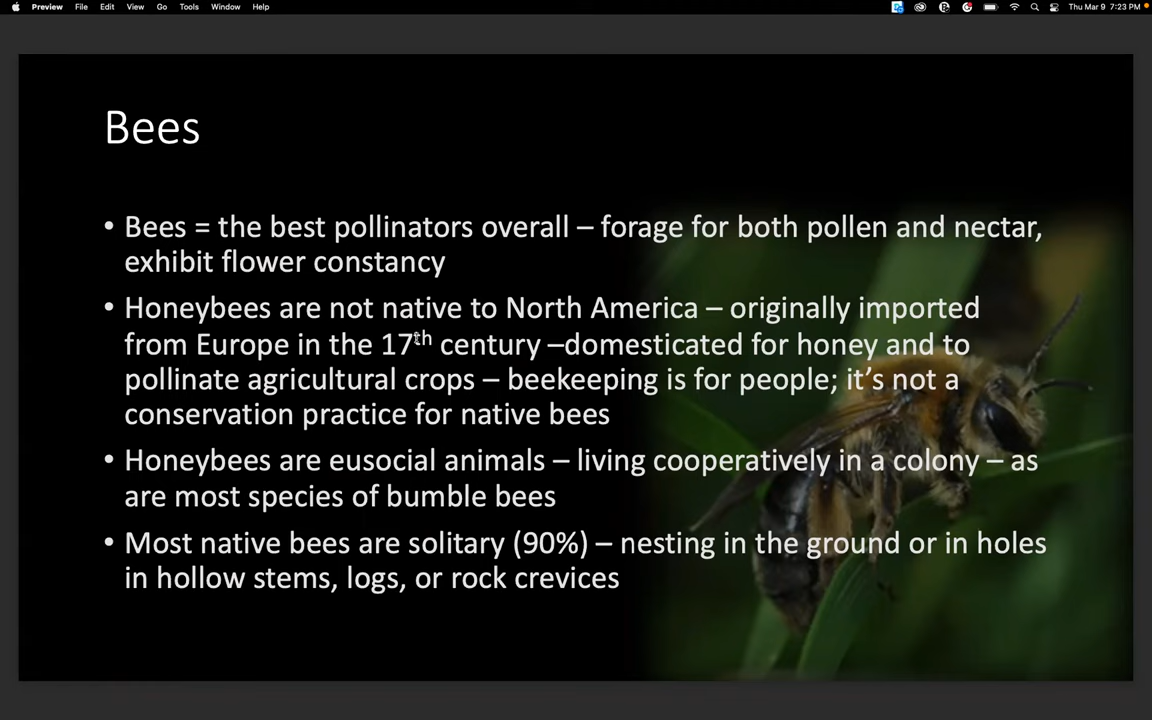 Preview File Edit View Go Tools Window Help Thu Mar 9 7:23 PM
Bees
• Bees = the best pollinators overall – forage for both pollen and nectar,
exhibit flower constancy
• Honeybees are not native to North America – originally imported
from Europe in the 17th century –domesticated for honey and to
pollinate agricultural crops – beekeeping is for people; it’s not a
conservation practice for native bees
• Honeybees are eusocial animals – living cooperatively in a colony – as
are most species of bumble bees
• Most native bees are solitary (90%) – nesting in the ground or in holes
in hollow stems, logs, or rock crevices